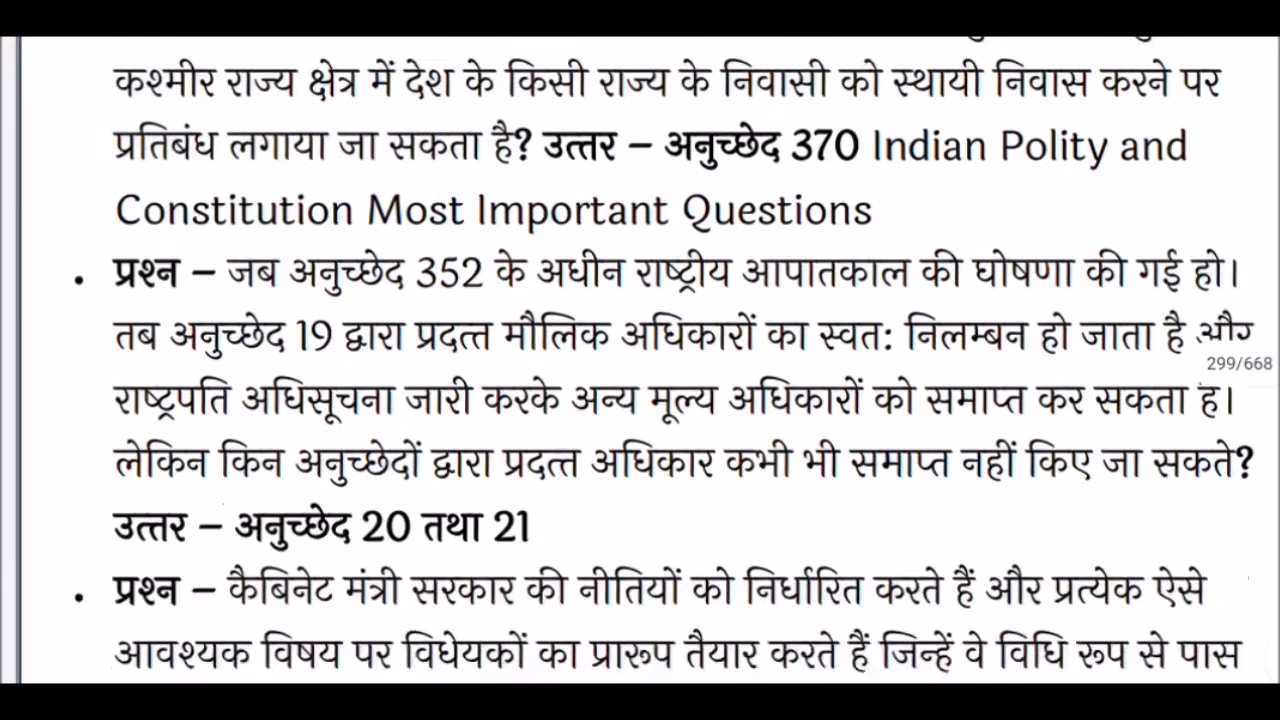 कश्मीर राज्य क्षेत्र में देश के किसी राज्य के निवासी को स्थायी निवास करने पर
प्रतिबंध लगाया जा सकता है? उत्तर – अनुच्छेद 370 Indian Polity and
Constitution Most Important Questions
• प्रश्न – जब अनुच्छेद 352 के अधीन राष्ट्रीय आपातकाल की घोषणा की गई हो।
तब अनुच्छेद 19 द्वारा प्रदत्त मौलिक अधिकारों का स्वत: निलम्बन हो जाता है और
299/668
राष्ट्रपति अधिसूचना जारी करके अन्य मूल्य अधिकारों को समाप्त कर सकता है।
लेकिन किन अनुच्छेदों द्वारा प्रदत्त अधिकार कभी भी समाप्त नहीं किए जा सकते?
उत्तर – अनुच्छेद 20 तथा 21
• प्रश्न – कैबिनेट मंत्री सरकार की नीतियों को निर्धारित करते हैं और प्रत्येक ऐसे
आवश्यक विषय पर विधेयकों का प्रारूप तैयार करते हैं जिन्हें वे विधि रूप से पास